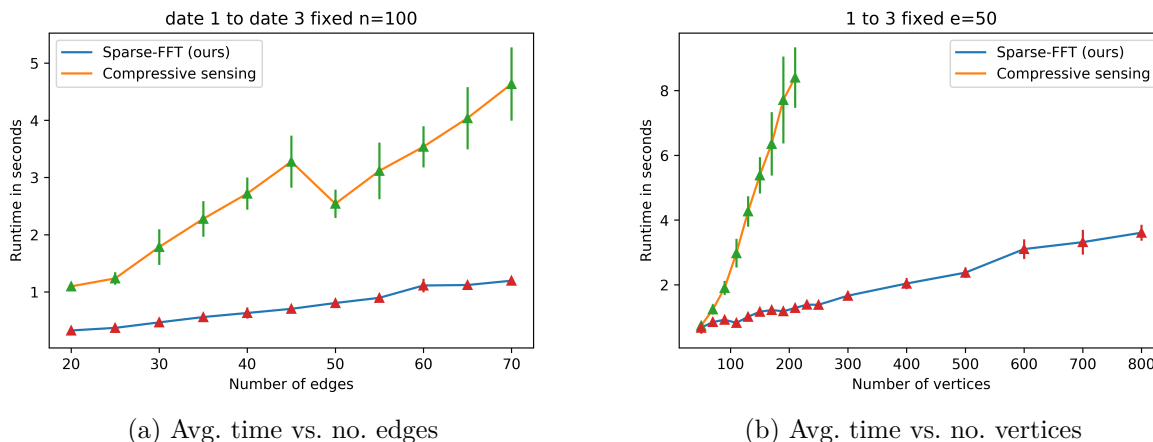 date 1 to date 3 fixed n=100
Sparse-FFT (ours)
Compressive sensing
Runtime in seconds
5
4
3
2
1
20 30 40 50 60 70
Number of edges
(a) Avg. time vs. no. edges
1 to 3 fixed e=50
Sparse-FFT (ours)
Compressive sensing
Runtime in seconds
8
6
4
2
100 200 300 400 500 600 700 800
Number of vertices
(b) Avg. time vs. no. vertices